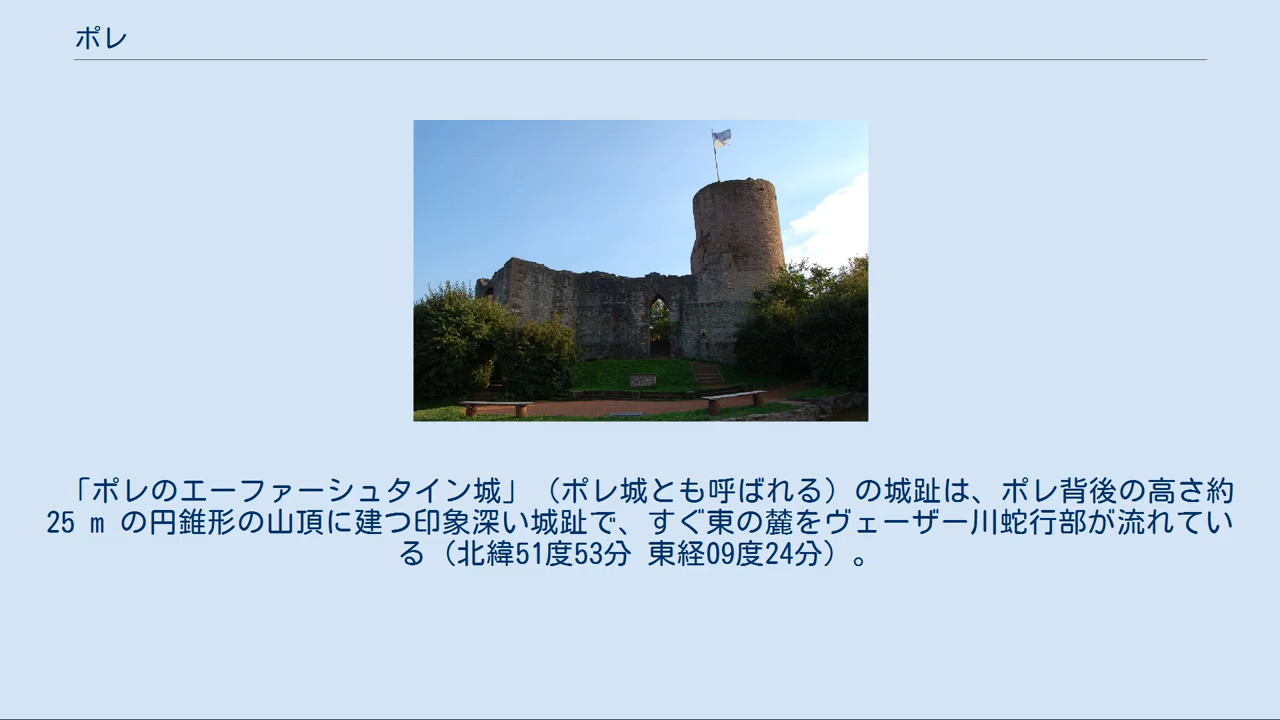 ポレ
「ポレのエーファーシュタイン城」（ポレ城とも呼ばれる）の城趾は、ポレ背後の高さ約
25 m の円錐形の山頂に建つ印象深い城趾で、すぐ東の麓をヴェーザー川蛇行部が流れてい
る（北緯51度53分 東経09度24分）。